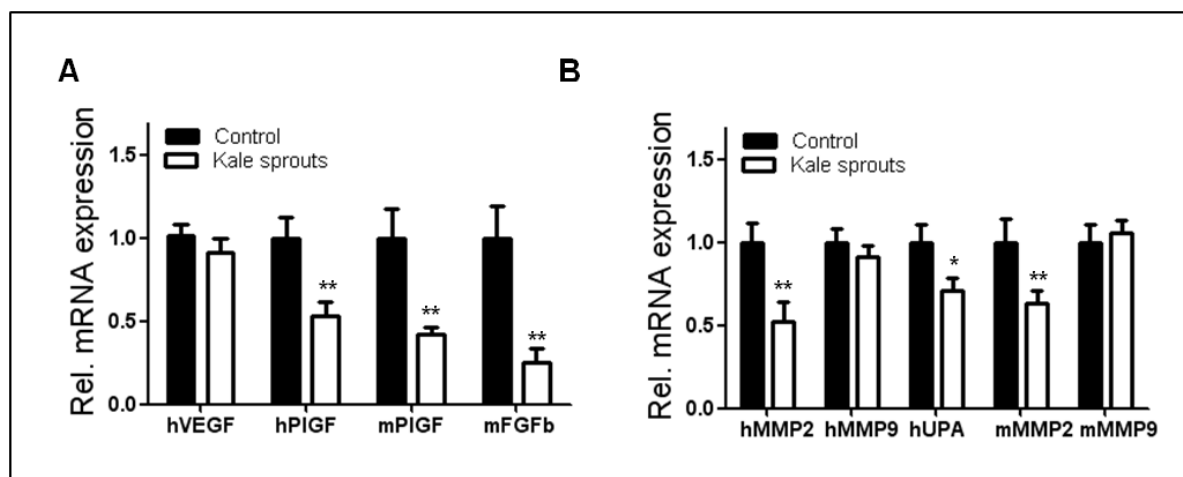 A
Rel. mRNA expression
Control
Kale sprouts
1.5
1.0
0.5
0.0
**
**
**
hVEGF hPIGF mPIGF mFGFb
B
Rel. mRNA expression
Control
Kale sprouts
1.5
1.0
0.5
0.0
**
*
**
hMMP2 hMMP9 hUPA mMMP2 mMMP9